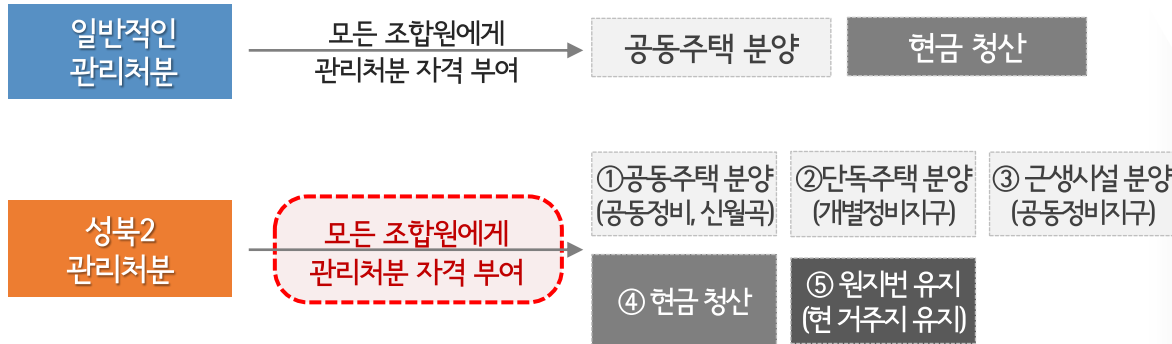 일반적인
관리처분
모든 조합원에게
관리처분 자격 부여
공동주택 분양
현금 청산
성북2
관리처분
모든 조합원에게
관리처분 자격 부여
①공동주택 분양
(공동정비, 신월곡)
②단독주택 분양
(개별정비지구)
③ 근생시설 분양
(공동정비지구)
④ 현금 청산
⑤ 원지번 유지
(현 거주지 유지)